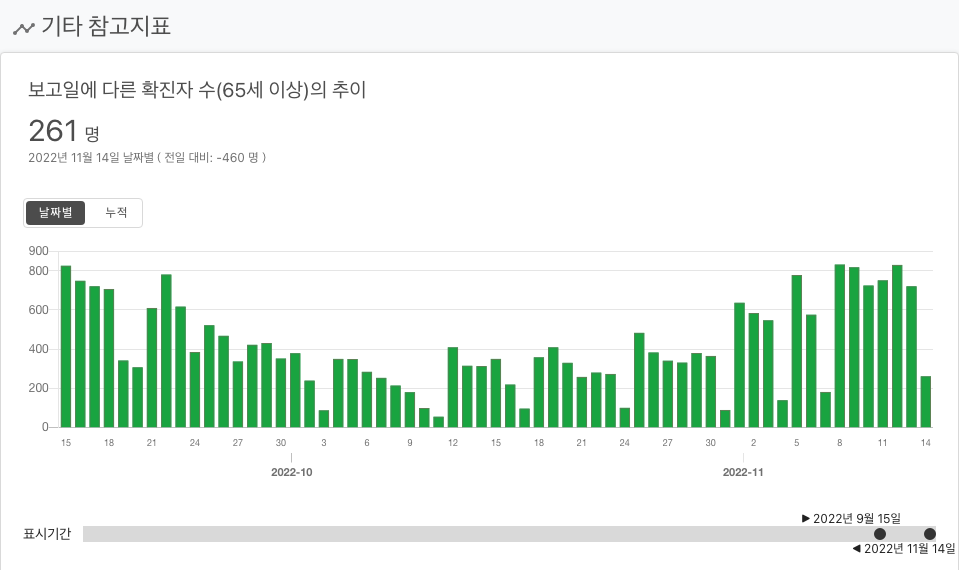 기타 참고지표
보고일에 다른 확진자 수(65세 이상)의 추이
261 명
2022년 11월 14일 날짜별 ( 전일 대비: -460 명 )
날짜별 누적
900
800
600
400
200
0
15 18 21 24 27 30 3 6 9 12 15 18 21 24 27 30 2 5 8 11 14
2022-10 2022-11
▶ 2022년 9월 15일
표시기간
◀ 2022년 11월 14일